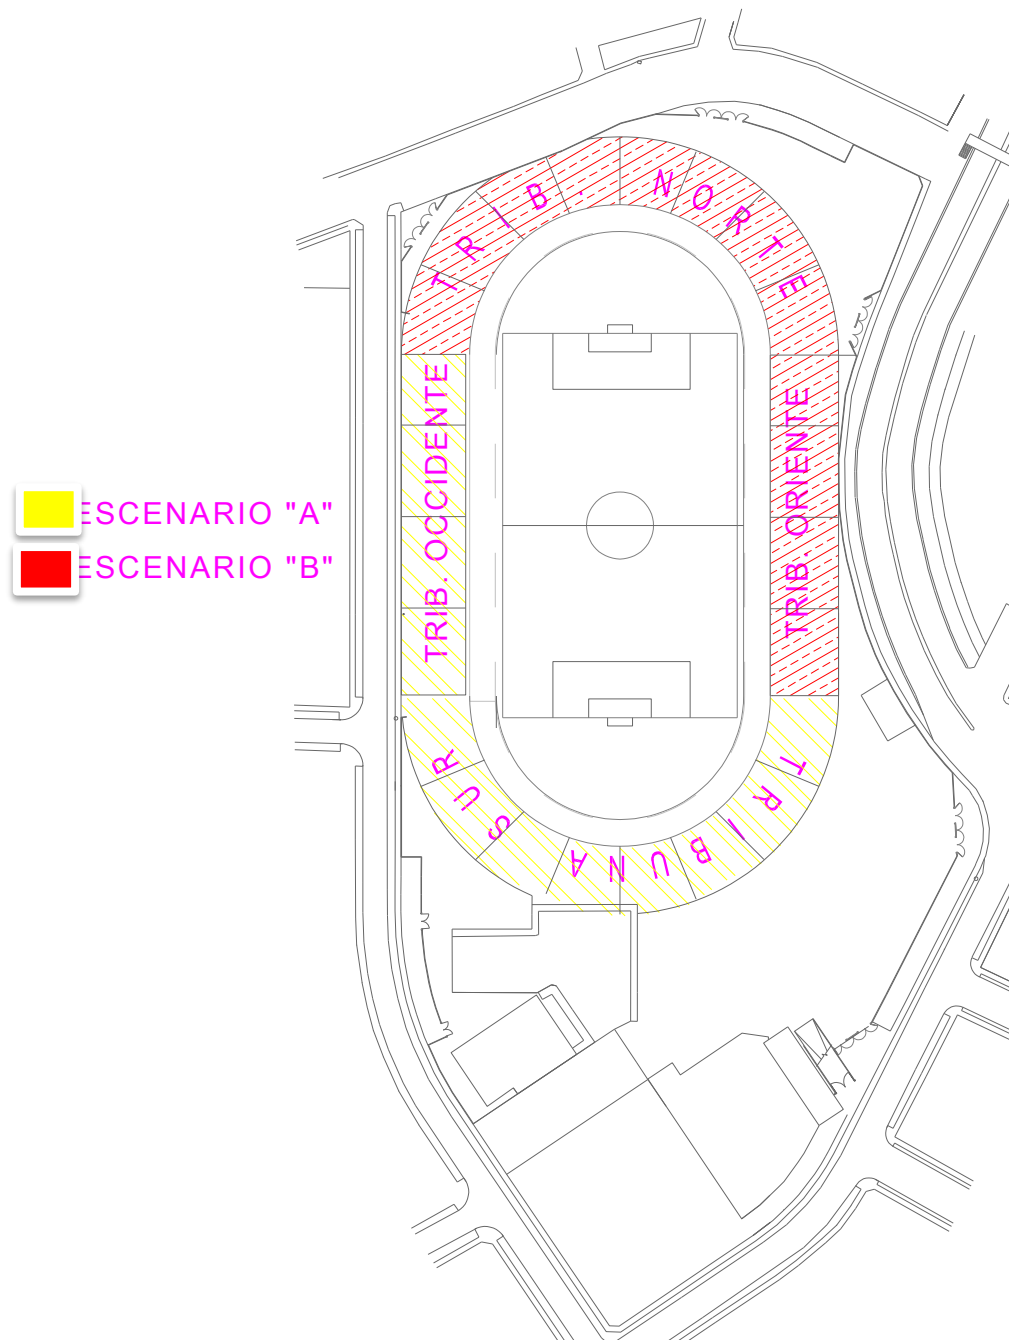 TRIB. NORTE
TRIB. OCCIDENTE
TRIB. ORIENTE
ESCENARIO "A"
ESCENARIO "B"
TRIBUNA SUR